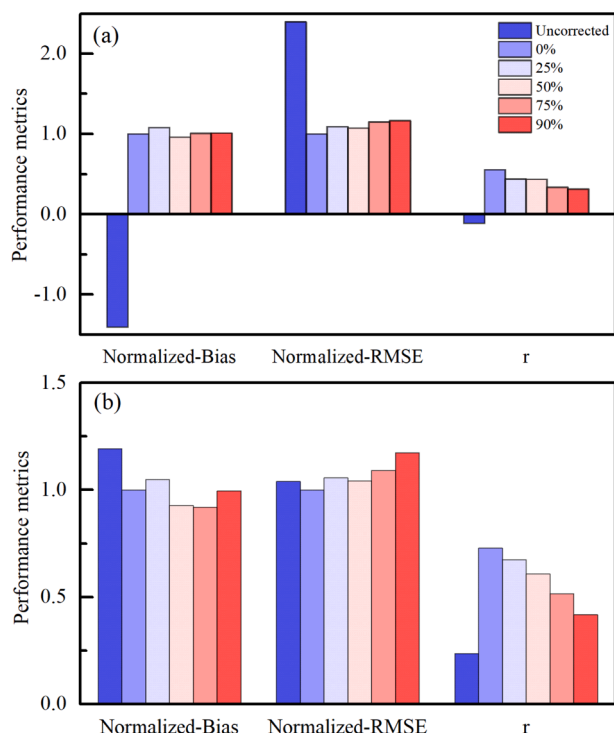 (a)
Uncorrected
0%
25%
50%
75%
90%
Performance metrics
2.0
1.0
0.0
-1.0
Normalized-Bias Normalized-RMSE r
(b)
Performance metrics
1.5
1.0
0.5
0.0
Normalized-Bias Normalized-RMSE r